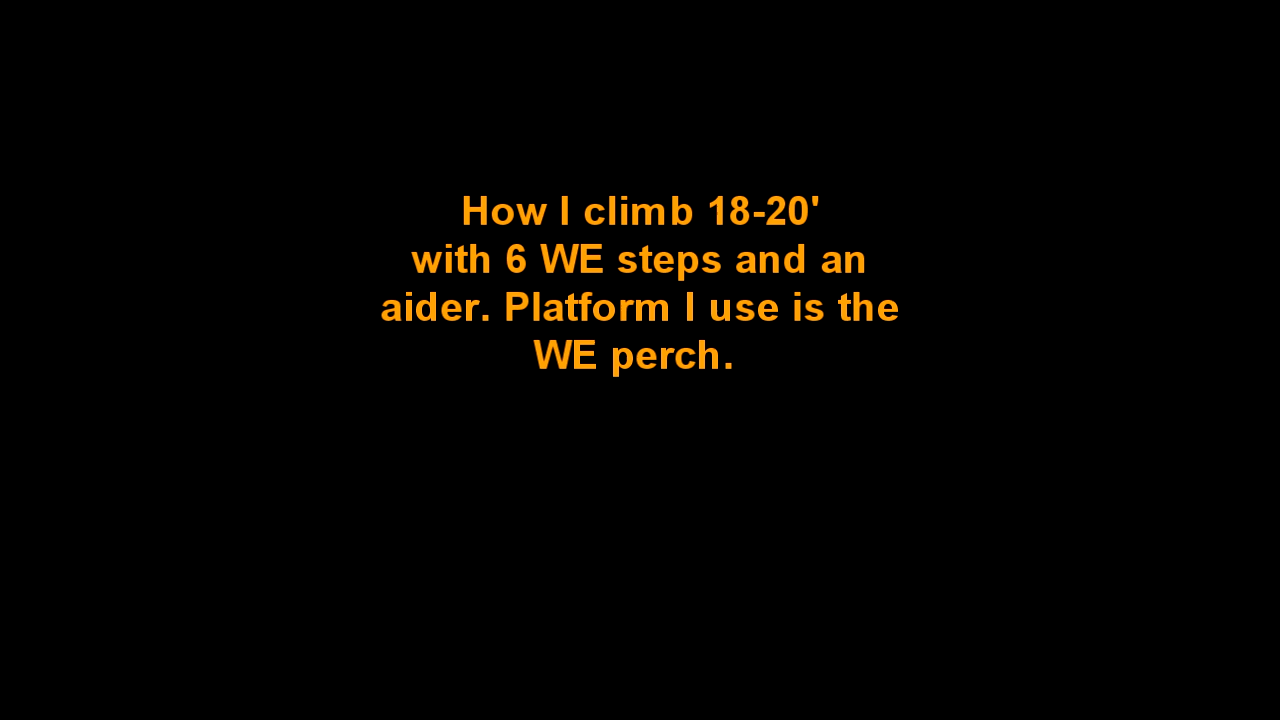 How I climb 18-20'
with 6 WE steps and an
aider. Platform I use is the
WE perch.